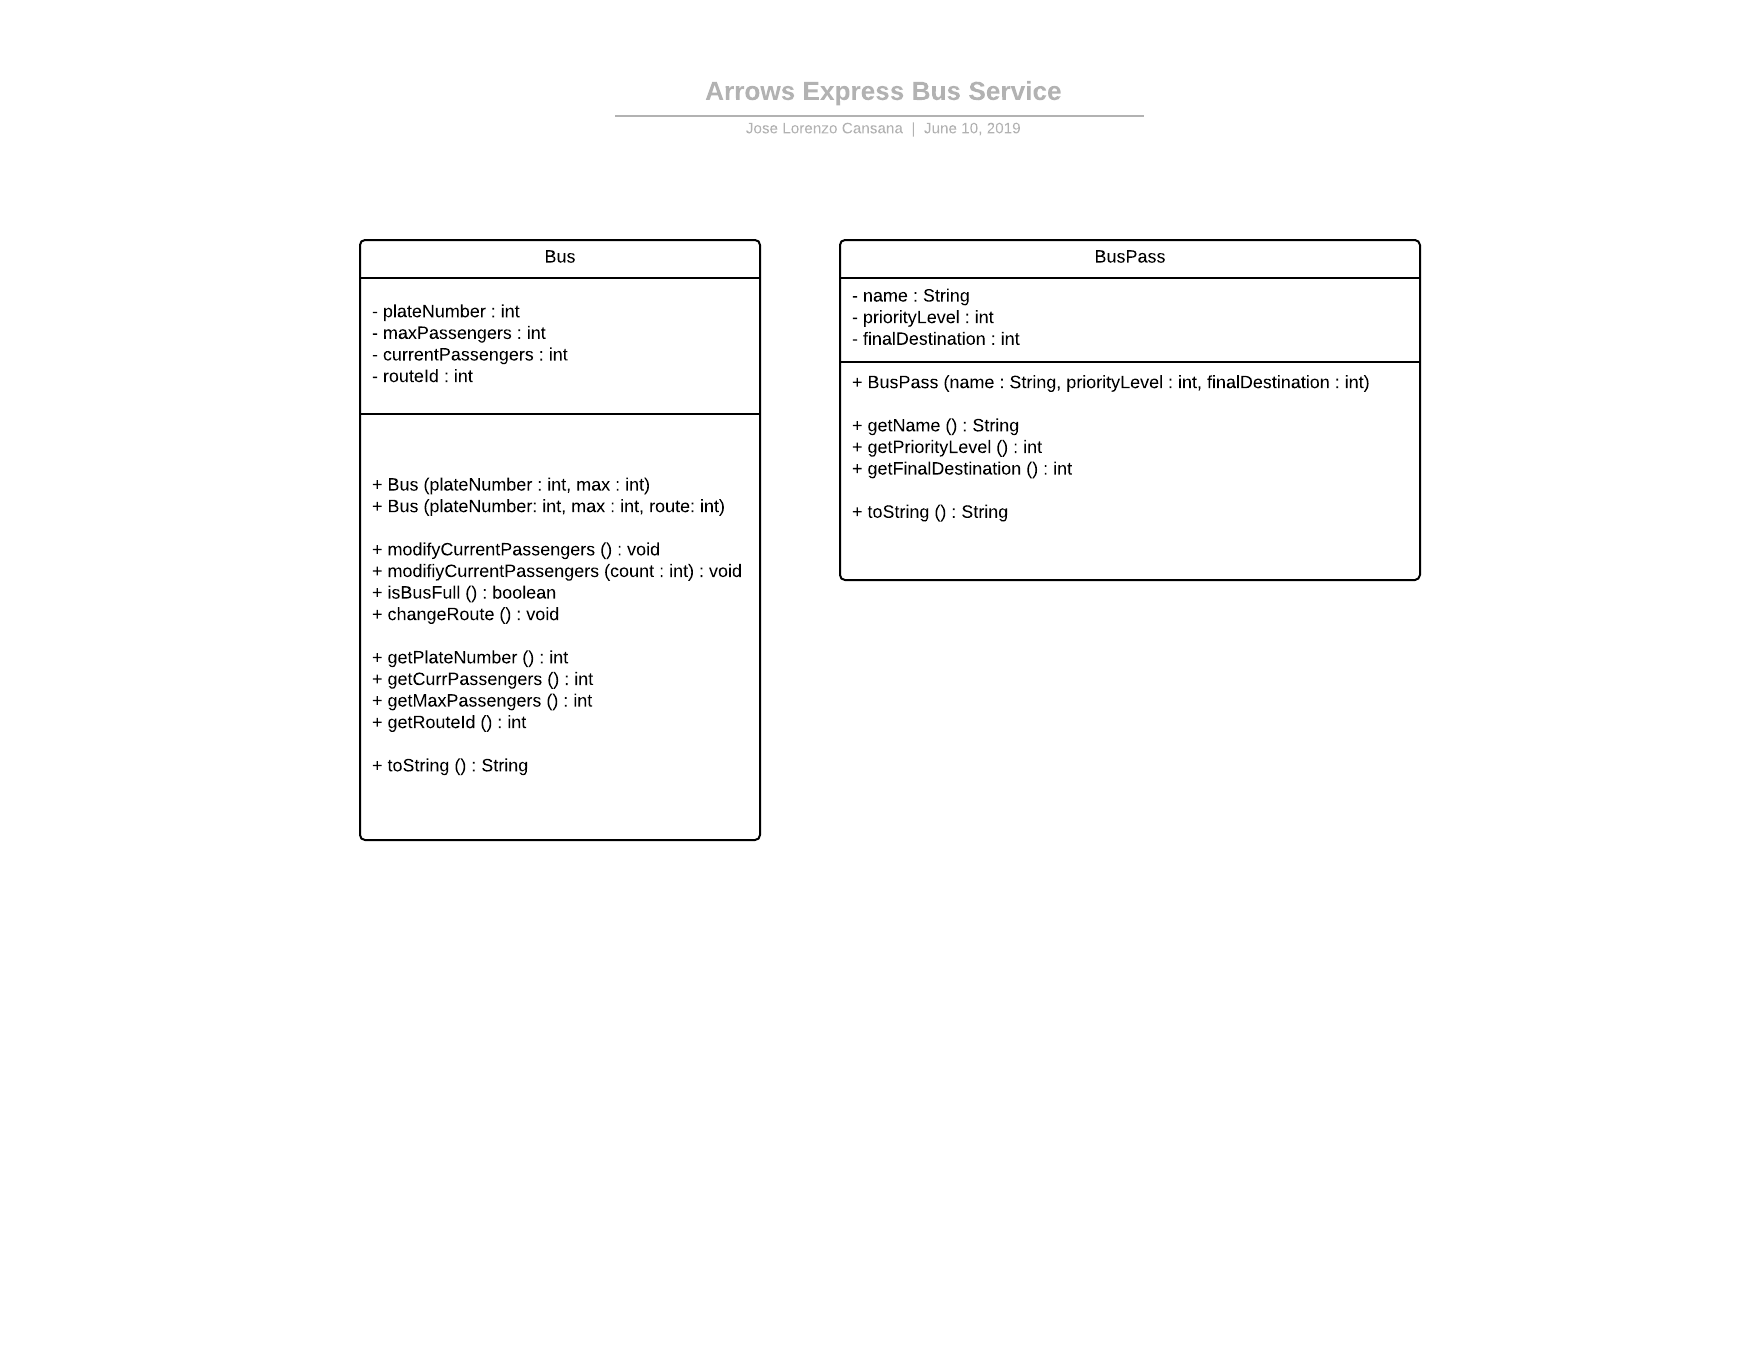 Arrows Express Bus Service
Jose Lorenzo Cansana | June 10, 2019
Bus
- plateNumber : int
- maxPassengers : int
- currentPassengers : int
- routeId : int
+ Bus (plateNumber : int, max : int)
+ Bus (plateNumber: int, max : int, route: int)
+ modifyCurrentPassengers () : void
+ modifiyCurrentPassengers (count : int) : void
+ isBusFull () : boolean
+ changeRoute () : void
+ getPlateNumber () : int
+ getCurrPassengers () : int
+ getMaxPassengers () : int
+ getRouteId () : int
+ toString () : String
BusPass
- name : String
- priorityLevel : int
- finalDestination : int
+ BusPass (name : String, priorityLevel : int, finalDestination : int)
+ getName () : String
+ getPriorityLevel () : int
+ getFinalDestination () : int
+ toString () : String